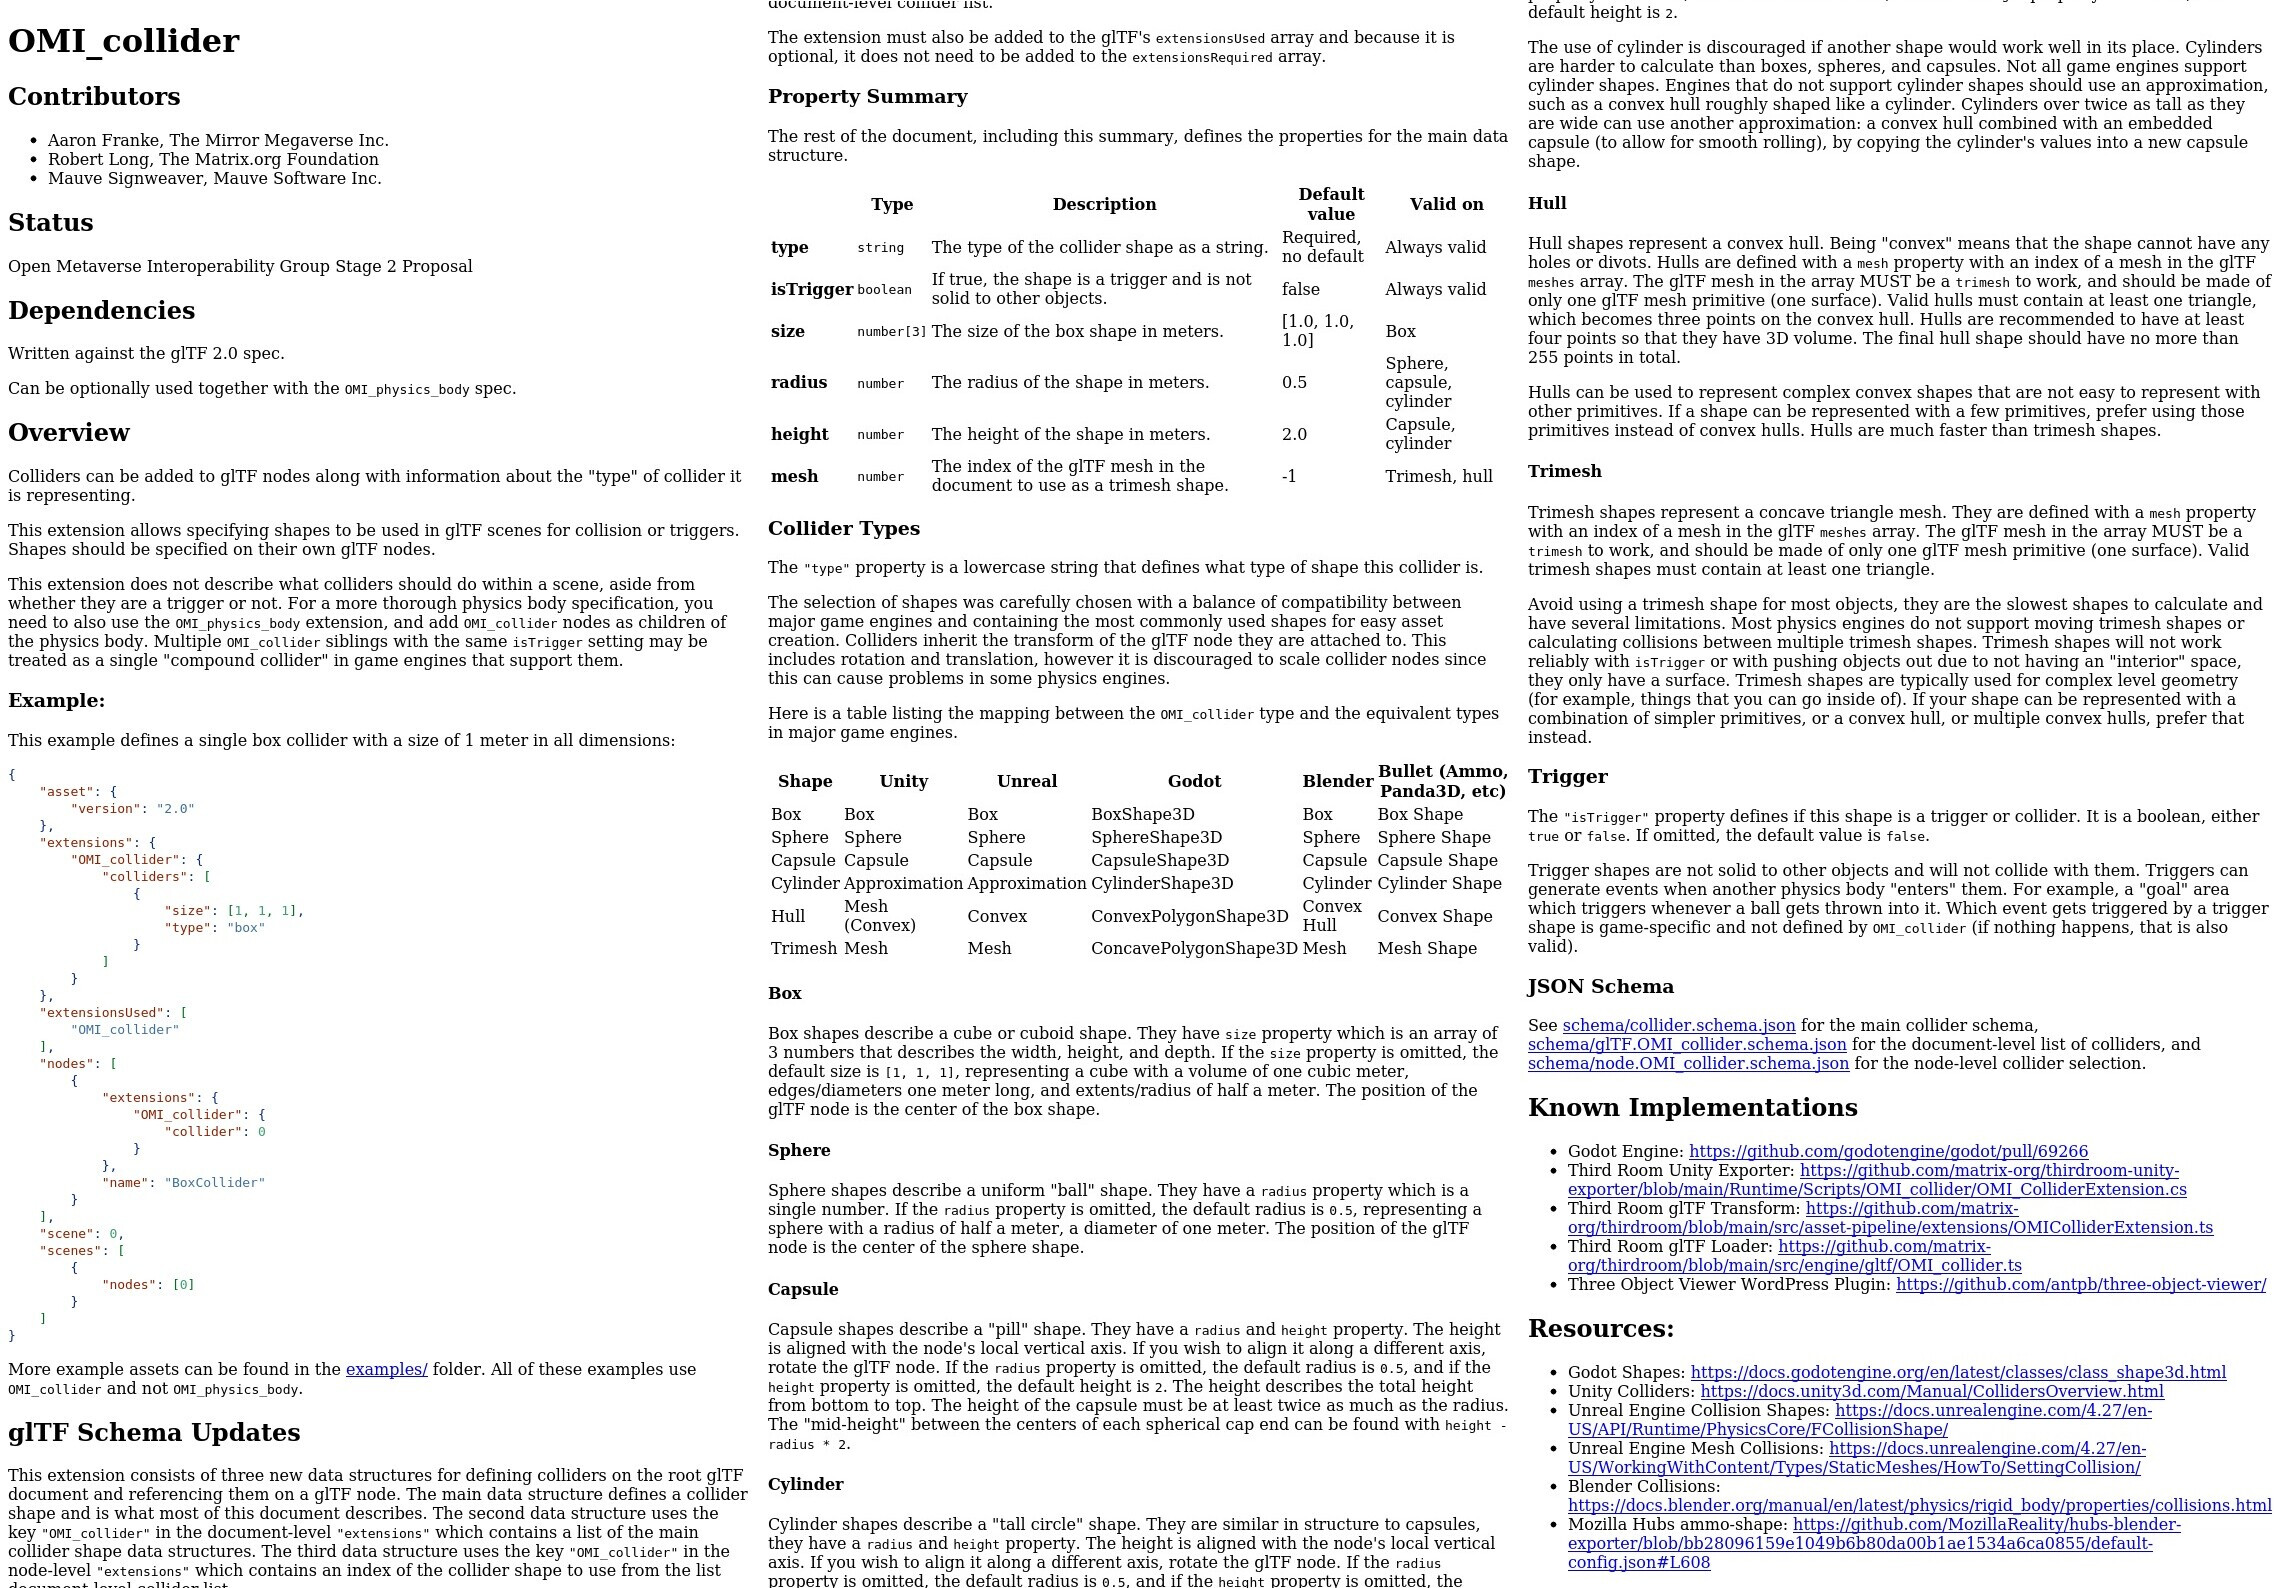 OMI_collider
Contributors
• Aaron Franke, The Mirror Megaverse Inc.
• Robert Long, The Matrix.org Foundation
• Mauve Signweaver, Mauve Software Inc.
Status
Open Metaverse Interoperability Group Stage 2 Proposal
Dependencies
Written against the glTF 2.0 spec.
Can be optionally used together with the OMI_physics_body spec.
Overview
Colliders can be added to glTF nodes along with information about the "type" of collider it
is representing.
This extension allows specifying shapes to be used in glTF scenes for collision or triggers.
Shapes should be specified on their own glTF nodes.
This extension does not describe what colliders should do within a scene, aside from
whether they are a trigger or not. For a more thorough physics body specification, you
need to also use the OMI_physics_body extension, and add OMI_collider nodes as children of
the physics body. Multiple OMI_collider siblings with the same isTrigger setting may be
treated as a single "compound collider" in game engines that support them.
Example:
This example defines a single box collider with a size of 1 meter in all dimensions:
{
    "asset": {
        "version": "2.0"
    },
    "extensions": {
        "OMI_collider": {
            "colliders": [
                {
                    "size": [1, 1, 1],
                    "type": "box"
                }
            ]
        }
    },
    "extensionsUsed": [
        "OMI_collider"
    ],
    "nodes": [
        {
            "extensions": {
                "OMI_collider": {
                    "collider": 0
                }
            },
            "name": "BoxCollider"
        }
    ],
    "scene": 0,
    "scenes": [
        {
            "nodes": [0]
        }
    ]
}
More example assets can be found in the examples/ folder. All of these examples use
OMI_collider and not OMI_physics_body.
glTF Schema Updates
This extension consists of three new data structures for defining colliders on the root glTF
document and referencing them on a glTF node. The main data structure defines a collider
shape and is what most of this document describes. The second data structure uses the
key "OMI_collider" in the document-level "extensions" which contains a list of the main
collider shape data structures. The third data structure uses the key "OMI_collider" in the
node-level "extensions" which contains an index of the collider shape to use from the list
document-level collider list.
The extension must also be added to the glTF's extensionsUsed array and because it is
optional, it does not need to be added to the extensionsRequired array.
Property Summary
The rest of the document, including this summary, defines the properties for the main data
structure.
Type Description Default value Valid on
type string The type of the collider shape as a string. Required, no default Always valid
isTrigger boolean If true, the shape is a trigger and is not solid to other objects. false Always valid
size number[3] The size of the box shape in meters. [1.0, 1.0, 1.0] Box
radius number The radius of the shape in meters. 0.5 Sphere, capsule, cylinder
height number The height of the shape in meters. 2.0 Capsule, cylinder
mesh number The index of the glTF mesh in the document to use as a trimesh shape. -1 Trimesh, hull
Collider Types
The "type" property is a lowercase string that defines what type of shape this collider is.
The selection of shapes was carefully chosen with a balance of compatibility between
major game engines and containing the most commonly used shapes for easy asset
creation. Colliders inherit the transform of the glTF node they are attached to. This
includes rotation and translation, however it is discouraged to scale collider nodes since
this can cause problems in some physics engines.
Here is a table listing the mapping between the OMI_collider type and the equivalent types
in major game engines.
Shape Unity Unreal Godot Blender Bullet (Ammo, Panda3D, etc)
Box Box Box BoxShape3D Box Box Shape
Sphere Sphere Sphere SphereShape3D Sphere Sphere Shape
Capsule Capsule Capsule CapsuleShape3D Capsule Capsule Shape
Cylinder Approximation Approximation CylinderShape3D Cylinder Cylinder Shape
Hull Mesh (Convex) Convex ConvexPolygonShape3D Convex Hull Convex Shape
Trimesh Mesh Mesh ConcavePolygonShape3D Mesh Mesh Shape
Box
Box shapes describe a cube or cuboid shape. They have size property which is an array of
3 numbers that describes the width, height, and depth. If the size property is omitted, the
default size is [1, 1, 1], representing a cube with a volume of one cubic meter,
edges/diameters one meter long, and extents/radius of half a meter. The position of the
glTF node is the center of the box shape.
Sphere
Sphere shapes describe a uniform "ball" shape. They have a radius property which is a
single number. If the radius property is omitted, the default radius is 0.5, representing a
sphere with a radius of half a meter, a diameter of one meter. The position of the glTF
node is the center of the sphere shape.
Capsule
Capsule shapes describe a "pill" shape. They have a radius and height property. The height
is aligned with the node's local vertical axis. If you wish to align it along a different axis,
rotate the glTF node. If the radius property is omitted, the default radius is 0.5, and if the
height property is omitted, the default height is 2. The height describes the total height
from bottom to top. The height of the capsule must be at least twice as much as the radius.
The "mid-height" between the centers of each spherical cap end can be found with height -
radius * 2.
Cylinder
Cylinder shapes describe a "tall circle" shape. They are similar in structure to capsules,
they have a radius and height property. The height is aligned with the node's local vertical
axis. If you wish to align it along a different axis, rotate the glTF node. If the radius
property is omitted, the default radius is 0.5, and if the height property is omitted, the
default height is 2.
The use of cylinder is discouraged if another shape would work well in its place. Cylinders
are harder to calculate than boxes, spheres, and capsules. Not all game engines support
cylinder shapes. Engines that do not support cylinder shapes should use an approximation,
such as a convex hull roughly shaped like a cylinder. Cylinders over twice as tall as they
are wide can use another approximation: a convex hull combined with an embedded
capsule (to allow for smooth rolling), by copying the cylinder's values into a new capsule
shape.
Hull
Hull shapes represent a convex hull. Being "convex" means that the shape cannot have any
holes or divots. Hulls are defined with a mesh property with an index of a mesh in the glTF
meshes array. The glTF mesh in the array MUST be a trimesh to work, and should be made of
only one glTF mesh primitive (one surface). Valid hulls must contain at least one triangle,
which becomes three points on the convex hull. Hulls are recommended to have at least
four points so that they have 3D volume. The final hull shape should have no more than
255 points in total.
Hulls can be used to represent complex convex shapes that are not easy to represent with
other primitives. If a shape can be represented with a few primitives, prefer using those
primitives instead of convex hulls. Hulls are much faster than trimesh shapes.
Trimesh
Trimesh shapes represent a concave triangle mesh. They are defined with a mesh property
with an index of a mesh in the glTF meshes array. The glTF mesh in the array MUST be a
trimesh to work, and should be made of only one glTF mesh primitive (one surface). Valid
trimesh shapes must contain at least one triangle.
Avoid using a trimesh shape for most objects, they are the slowest shapes to calculate and
have several limitations. Most physics engines do not support moving trimesh shapes or
calculating collisions between multiple trimesh shapes. Trimesh shapes will not work
reliably with isTrigger or with pushing objects out due to not having an "interior" space,
they only have a surface. Trimesh shapes are typically used for complex level geometry
(for example, things that you can go inside of). If your shape can be represented with a
combination of simpler primitives, or a convex hull, or multiple convex hulls, prefer that
instead.
Trigger
The "isTrigger" property defines if this shape is a trigger or collider. It is a boolean, either
true or false. If omitted, the default value is false.
Trigger shapes are not solid to other objects and will not collide with them. Triggers can
generate events when another physics body "enters" them. For example, a "goal" area
which triggers whenever a ball gets thrown into it. Which event gets triggered by a trigger
shape is game-specific and not defined by OMI_collider (if nothing happens, that is also
valid).
JSON Schema
See schema/collider.schema.json for the main collider schema,
schema/glTF.OMI_collider.schema.json for the document-level list of colliders, and
schema/node.OMI_collider.schema.json for the node-level collider selection.
Known Implementations
• Godot Engine: https://github.com/godotengine/godot/pull/69266
• Third Room Unity Exporter: https://github.com/matrix-org/thirdroom-unity-
exporter/blob/main/Runtime/Scripts/OMI_collider/OMI_ColliderExtension.cs
• Third Room glTF Transform: https://github.com/matrix-
org/thirdroom/blob/main/src/asset-pipeline/extensions/OMIColliderExtension.ts
• Third Room glTF Loader: https://github.com/matrix-
org/thirdroom/blob/main/src/engine/gltf/OMI_collider.ts
• Three Object Viewer WordPress Plugin: https://github.com/antpb/three-object-viewer/
Resources:
• Godot Shapes: https://docs.godotengine.org/en/latest/classes/class_shape3d.html
• Unity Colliders: https://docs.unity3d.com/Manual/CollidersOverview.html
• Unreal Engine Collision Shapes: https://docs.unrealengine.com/4.27/en-
US/API/Runtime/PhysicsCore/FCollisionShape/
• Unreal Engine Mesh Collisions: https://docs.unrealengine.com/4.27/en-
US/WorkingWithContent/Types/StaticMeshes/HowTo/SettingCollision/
• Blender Collisions:
https://docs.blender.org/manual/en/latest/physics/rigid_body/properties/collisions.html
• Mozilla Hubs ammo-shape: https://github.com/MozillaReality/hubs-blender-
exporter/blob/bb28096159e1049b6b80da00b1ae1534a6ca0855/default-
config.json#L608